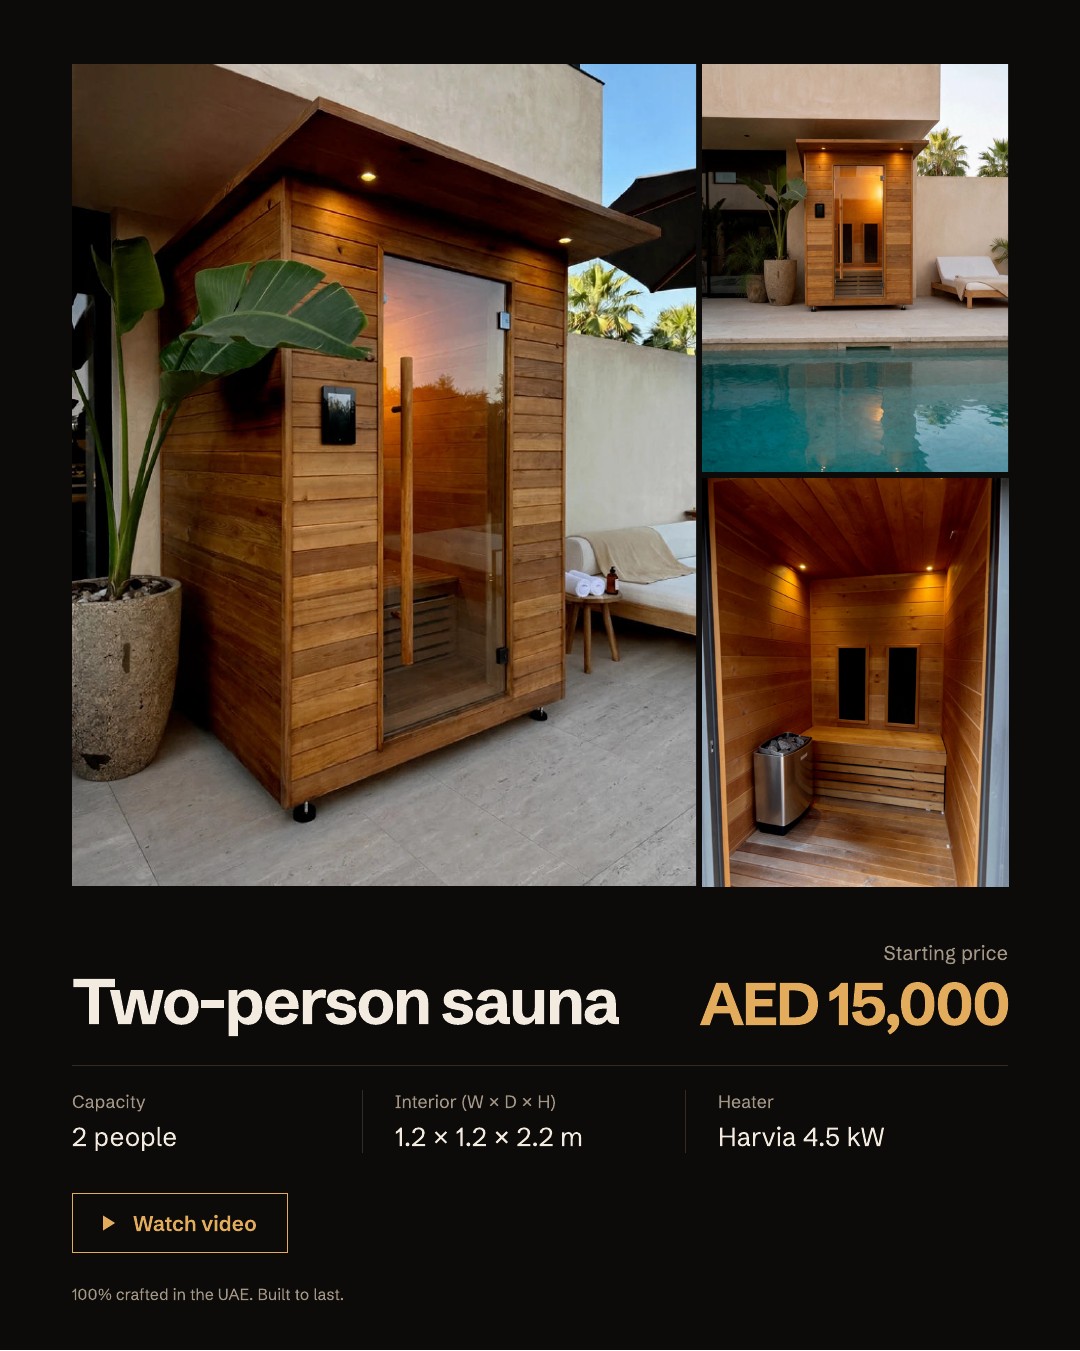 Starting price
Two-person sauna
AED 15,000
Capacity
Interior (W × D × H)
Heater
2 people
1.2 × 1.2 × 2.2 m
Harvia 4.5 kW
Watch video
100% crafted in the UAE. Built to last.